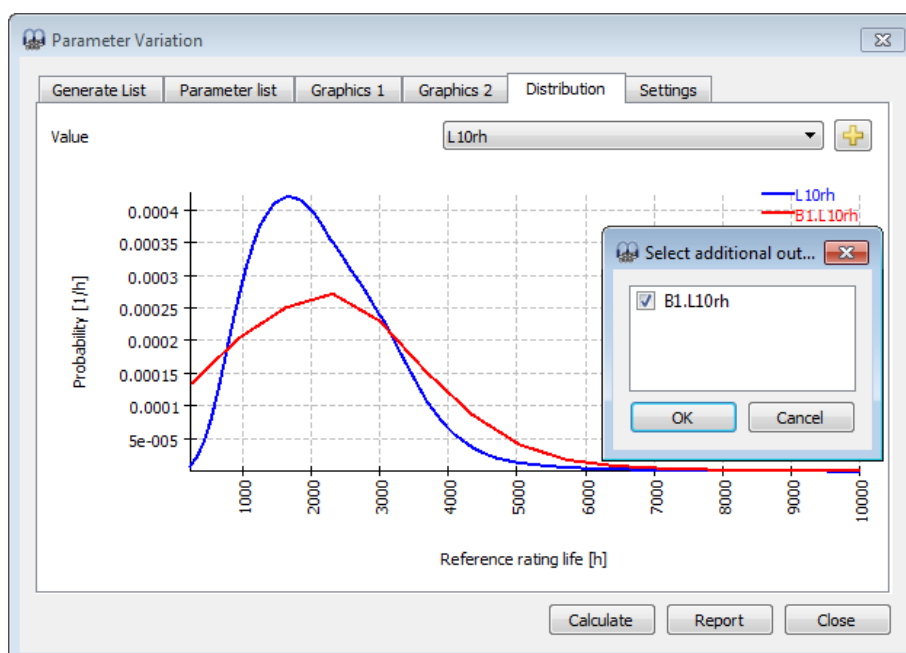 Parameter Variation
Generate List Parameter list Graphics 1 Graphics 2 Distribution Settings
Value L10rh
L10rh
B1.L10rh
Probability [1/h]
0.0004
0.00035
0.0003
0.00025
0.0002
0.00015
0.0001
5e-005
1000 2000 3000 4000 5000 6000 7000 8000 9000 10000
Reference rating life [h]
Select additional out...
B1.L10rh
OK Cancel
Calculate Report Close